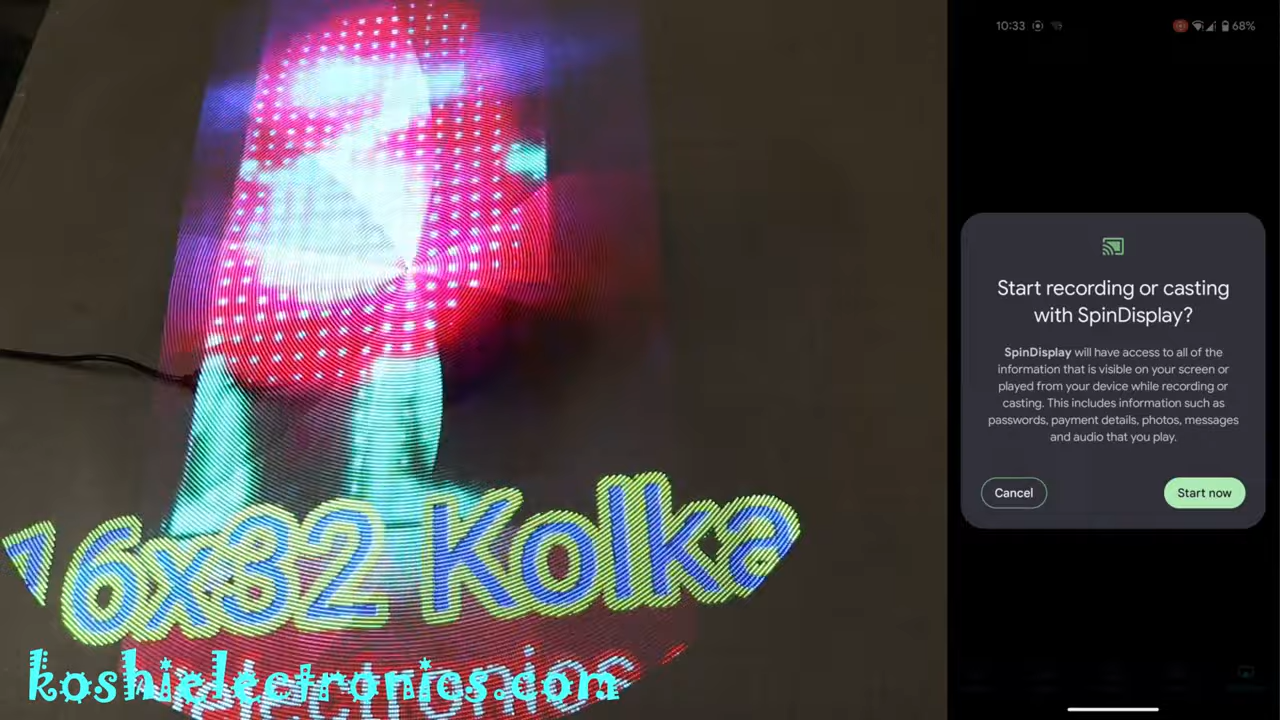 10:33
68%
Start recording or casting
with SpinDisplay?
SpinDisplay will have access to all of the
information that is visible on your screen or
played from your device while recording or
casting. This includes information such as
passwords, payment details, photos, messages
and audio that you play.
Cancel
Start now
76x32 Kolka
electronics
koshielectronics.com